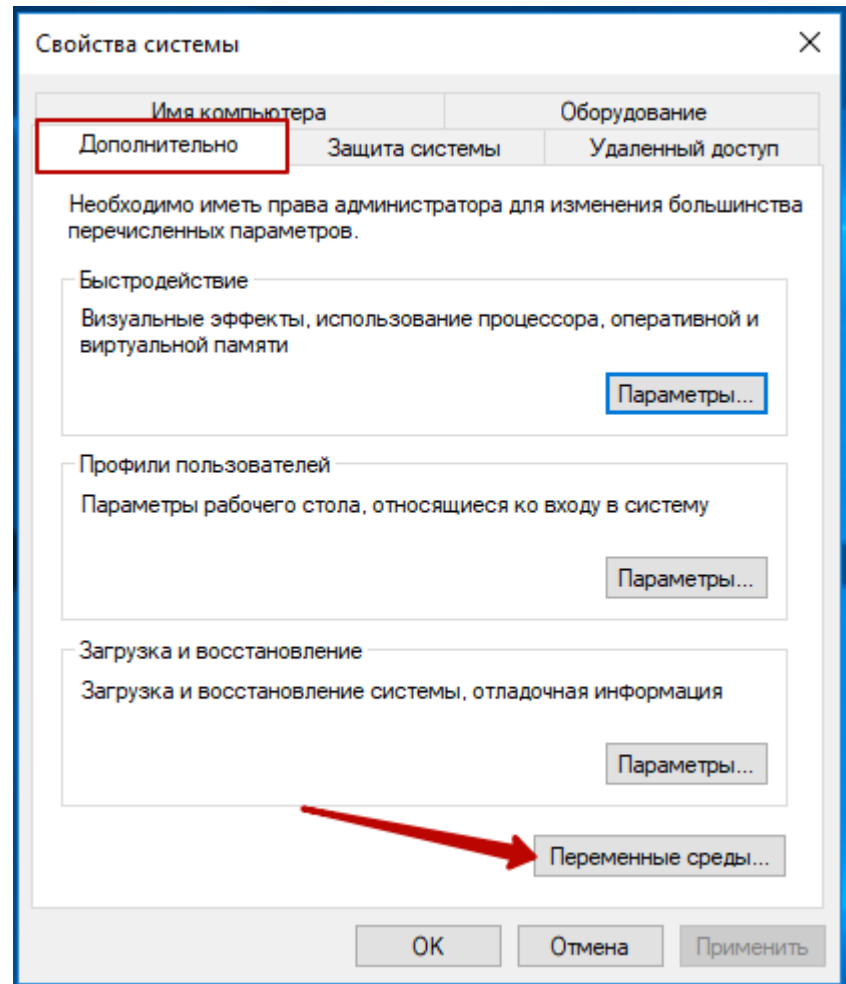 Свойства системы
Имя компьютера
Оборудование
Дополнительно
Защита системы
Удаленный доступ
Необходимо иметь права администратора для изменения большинства
перечисленных параметров.
Быстродействие
Визуальные эффекты, использование процессора, оперативной и
виртуальной памяти
Параметры...
Профили пользователей
Параметры рабочего стола, относящиеся ко входу в систему
Параметры...
Загрузка и восстановление
Загрузка и восстановление системы, отладочная информация
Параметры...
Переменные среды...
ОК
Отмена
Применить